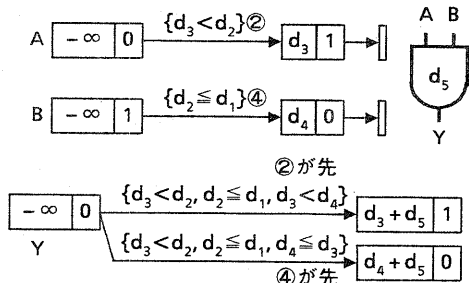 A -∞ 0 {d₃<d₂}② d₃ 1
B -∞ 1 {d₂≦d₁}④ d₄ 0
A B
d₅
Y
②が先
-∞ 0 {d₃<d₂, d₂≦d₁, d₃<d₄} d₃+d₅ 1
Y {d₃<d₂, d₂≦d₁, d₄≦d₃} d₄+d₅ 0
④が先